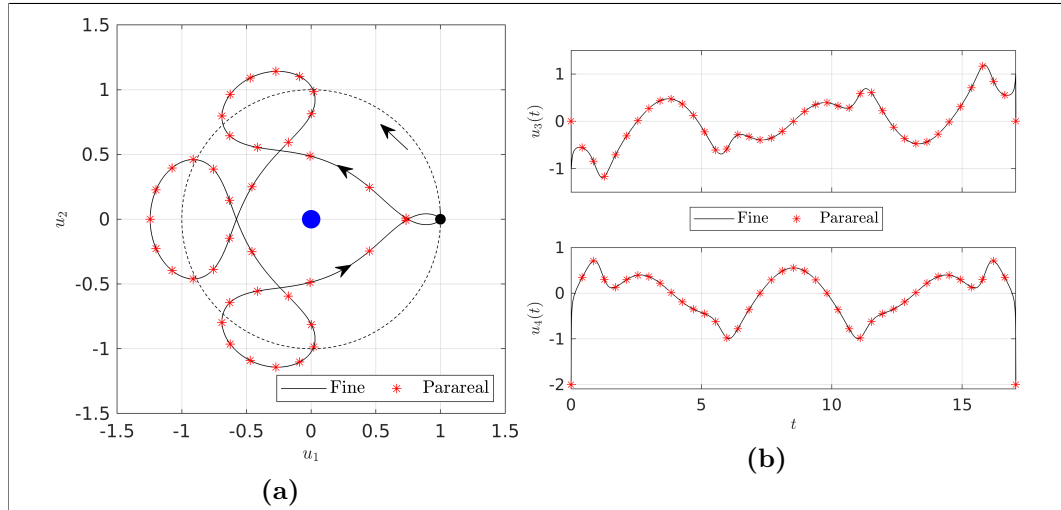 1.5
1
0.5
0
-0.5
-1
-1.5
u₂
-1.5 -1 -0.5 0 0.5 1 1.5
u₁
Fine Parareal
(a)
1
0
-1
u₃(t)
Fine Parareal
1
0
-1
-2
u₄(t)
0 5 10 15
t
(b)